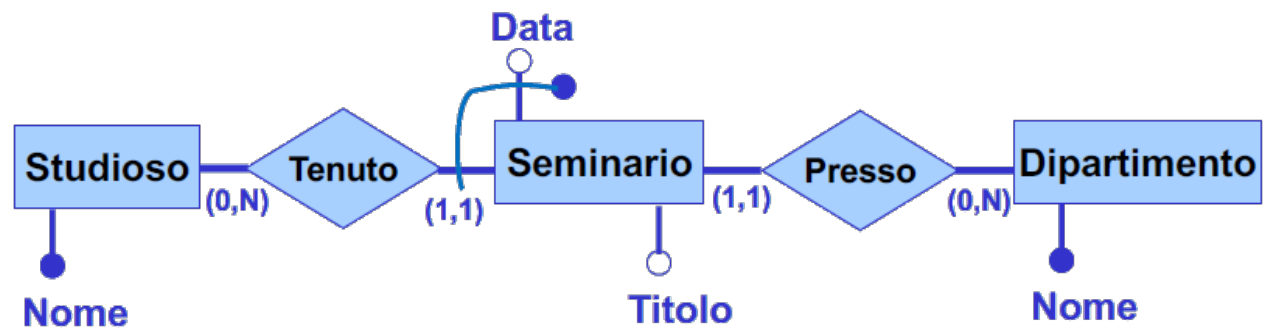 Data
Studioso
Tenuto
Seminario
Presso
Dipartimento
(0,N)
(1,1)
(1,1)
(0,N)
Nome
Titolo
Nome